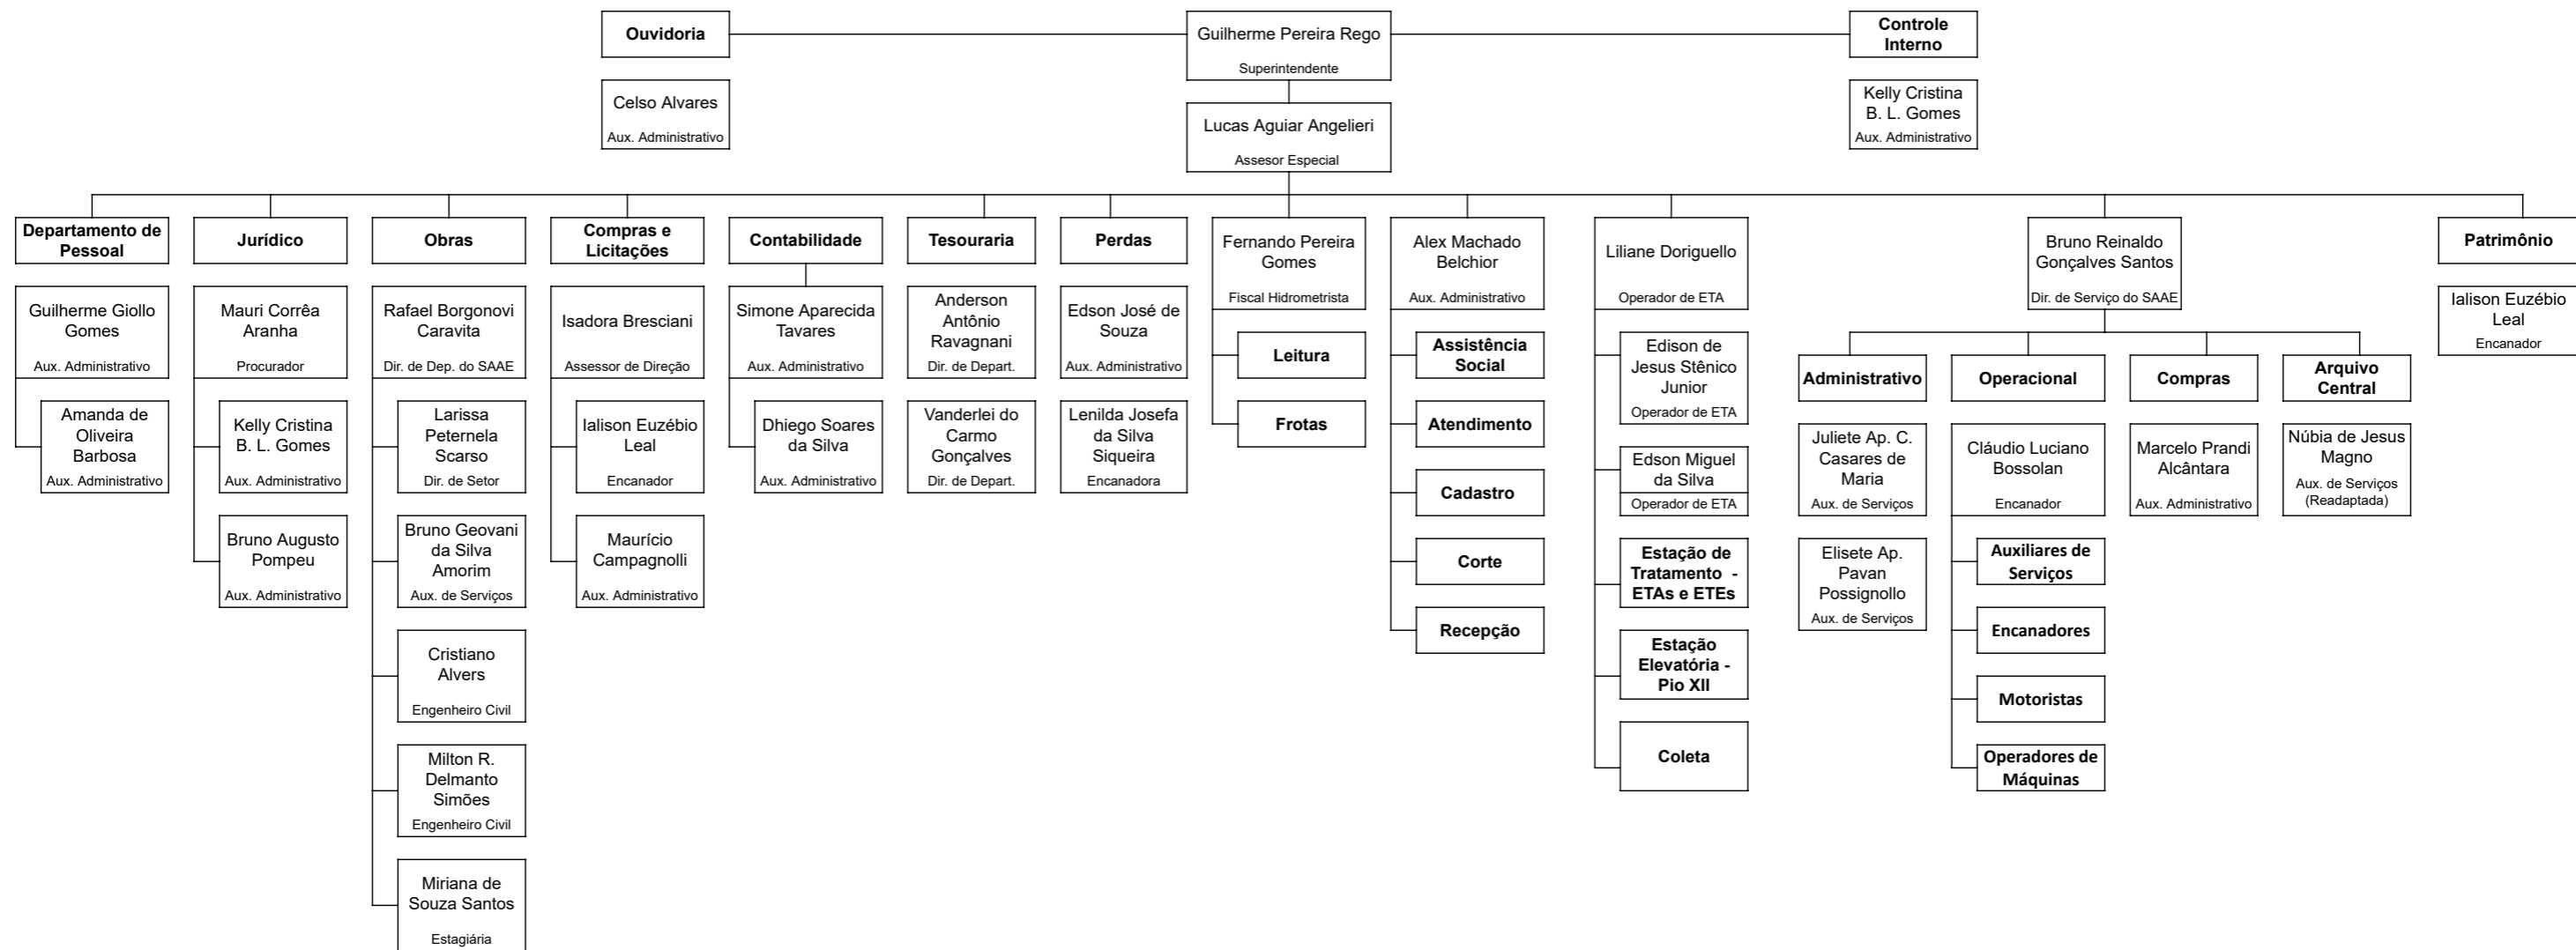 Ouvidoria
Guilherme Pereira Rego
Superintendente
Controle
Interno
Celso Alvares
Aux. Administrativo
Lucas Aguiar Angelieri
Assesor Especial
Kelly Cristina
B. L. Gomes
Aux. Administrativo
Departamento de
Pessoal
Guilherme Giollo
Gomes
Aux. Administrativo
Amanda de
Oliveira
Barbosa
Aux. Administrativo
Jurídico
Mauri Corrêa
Aranha
Procurador
Kelly Cristina
B. L. Gomes
Aux. Administrativo
Bruno Augusto
Pompeu
Aux. Administrativo
Obras
Rafael Borgonovi
Caravita
Dir. de Dep. do SAAE
Larissa
Peternela
Scarso
Dir. de Setor
Bruno Geovani
da Silva
Amorim
Aux. de Serviços
Cristiano
Alvers
Engenheiro Civil
Milton R.
Delmanto
Simões
Engenheiro Civil
Miriana de
Souza Santos
Estagiária
Compras e
Licitações
Isadora Bresciani
Assessor de Direção
Ialison Euzébio
Leal
Encanador
Maurício
Campagnolli
Aux. Administrativo
Contabilidade
Simone Aparecida
Tavares
Aux. Administrativo
Dhiego Soares
da Silva
Aux. Administrativo
Tesouraria
Anderson
Antônio
Ravagnani
Dir. de Depart.
Vanderlei do
Carmo
Gonçalves
Dir. de Depart.
Perdas
Edson José de
Souza
Aux. Administrativo
Lenilda Josefa
da Silva
Siqueira
Encanadora
Fernando Pereira
Gomes
Fiscal Hidrometrista
Leitura
Frotas
Alex Machado
Belchior
Aux. Administrativo
Assistência
Social
Atendimento
Cadastro
Corte
Recepção
Liliane Doriguello
Operador de ETA
Edison de
Jesus Stênico
Junior
Operador de ETA
Edson Miguel
da Silva
Operador de ETA
Estação de
Tratamento -
ETAs e ETEs
Estação
Elevatória -
Pio XII
Coleta
Bruno Reinaldo
Gonçalves Santos
Dir. de Serviço do SAAE
Administrativo
Juliete Ap. C.
Casares de
Maria
Aux. de Serviços
Elisete Ap.
Pavan
Possignollo
Aux. de Serviços
Operacional
Cláudio Luciano
Bossolan
Encanador
Auxiliares de
Serviços
Encanadores
Motoristas
Operadores de
Máquinas
Compras
Marcelo Prandi
Alcântara
Aux. Administrativo
Arquivo
Central
Núbia de Jesus
Magno
Aux. de Serviços
(Readaptada)
Patrimônio
Ialison Euzébio
Leal
Encanador